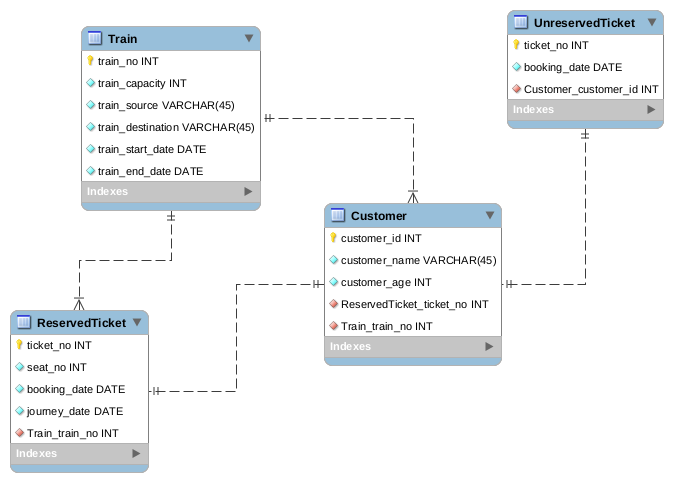 Train
train_no INT
train_capacity INT
train_source VARCHAR(45)
train_destination VARCHAR(45)
train_start_date DATE
train_end_date DATE
Indexes
UnreservedTicket
ticket_no INT
booking_date DATE
Customer_customer_id INT
Indexes
Customer
customer_id INT
customer_name VARCHAR(45)
customer_age INT
ReservedTicket_ticket_no INT
Train_train_no INT
Indexes
ReservedTicket
ticket_no INT
seat_no INT
booking_date DATE
journey_date DATE
Train_train_no INT
Indexes